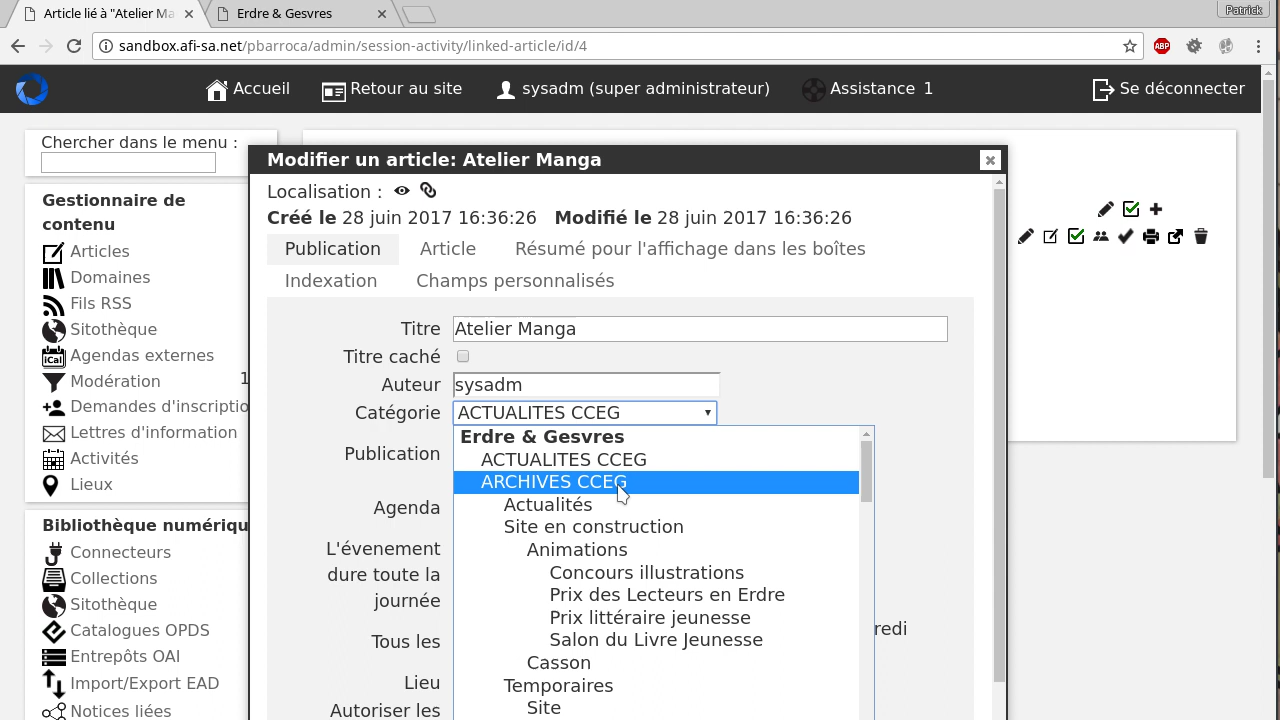 Article lié à "Atelier Ma
Erdre & Gesvres
Patrick
sandbox.afi-sa.net/pbarroca/admin/session-activity/linked-article/id/4
ABP
Accueil
Retour au site
sysadm (super administrateur)
Assistance 1
Se déconnecter
Chercher dans le menu :
Gestionnaire de
contenu
Articles
Domaines
Fils RSS
Sitothèque
iCal Agendas externes
Modération 1
Demandes d'inscriptio
Lettres d'information
Activités
Lieux
Bibliothèque numériqu
Connecteurs
Collections
Sitothèque
Catalogues OPDS
Entrepôts OAI
Import/Export EAD
Notices liées
Modifier un article: Atelier Manga
Localisation :
Créé le 28 juin 2017 16:36:26 Modifié le 28 juin 2017 16:36:26
Publication Article Résumé pour l'affichage dans les boîtes
Indexation Champs personnalisés
Titre Atelier Manga
Titre caché
Auteur sysadm
Catégorie ACTUALITES CCEG
Erdre & Gesvres
ACTUALITES CCEG
ARCHIVES CCEG
Actualités
Site en construction
Animations
Concours illustrations
Prix des Lecteurs en Erdre
Prix littéraire jeunesse
Salon du Livre Jeunesse
Casson
Temporaires
Site
Publication
Agenda
L'évenement
dure toute la
journée
Tous les
redi
Lieu
Autoriser les